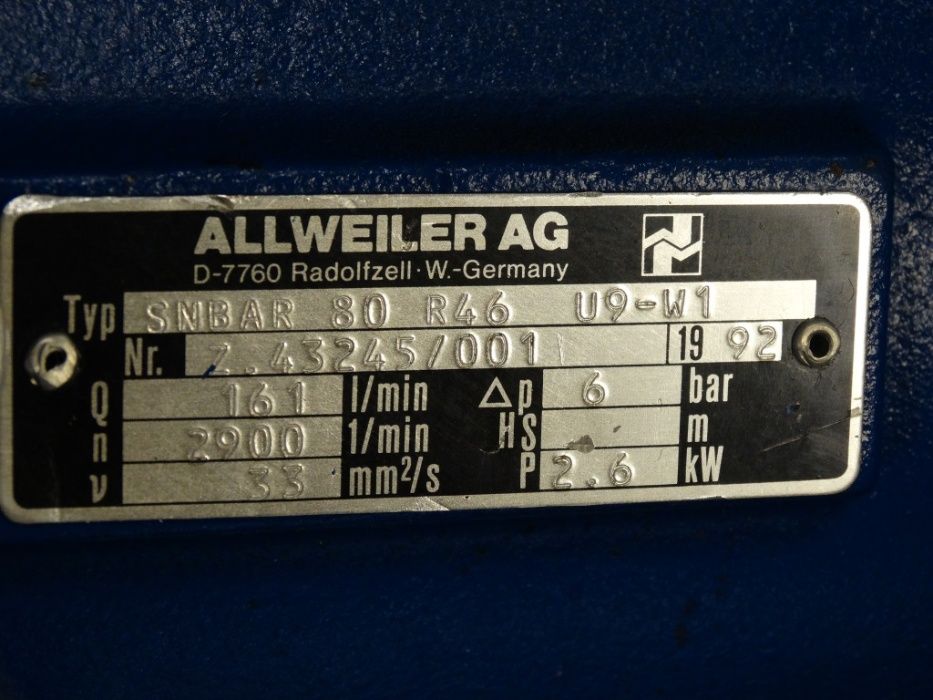 ALLWEILER AG
D-7760 Radolfzell·W.-Germany
Typ SNBAR 80 R46 U9-W1
Nr. Z.43245/001 19 92
Q 161 l/min Δp 6 bar
n 2900 1/min HS m
ν 33 mm²/s P 2.6 kW